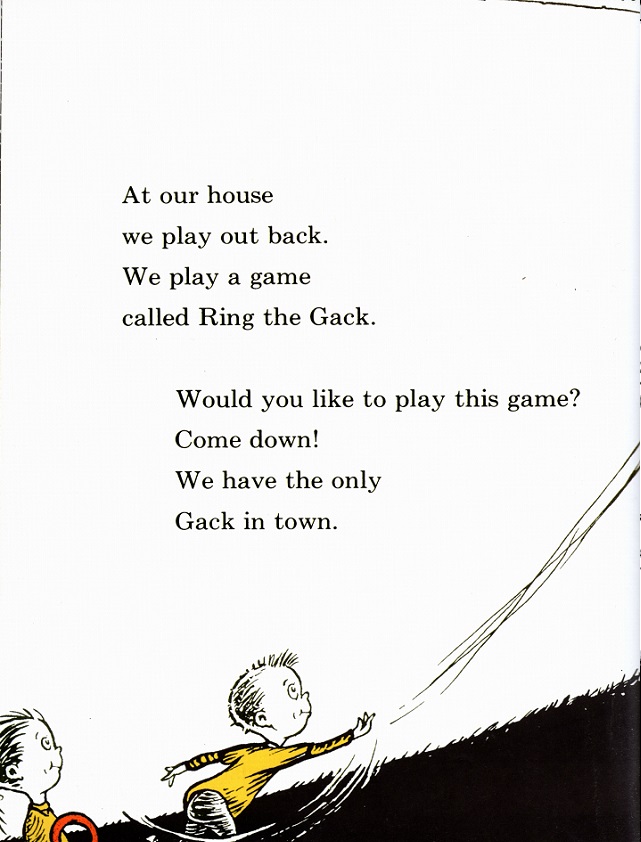 At our house
we play out back.
We play a game
called Ring the Gack.
Would you like to play this game?
Come down!
We have the only
Gack in town.